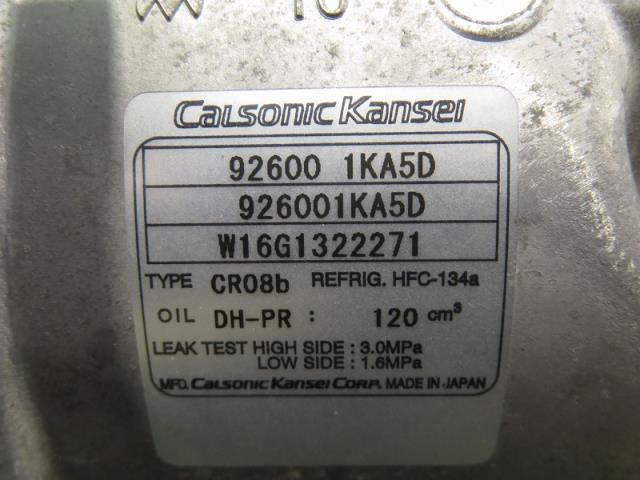 10
CALSONIC KANSEI
92600 1KA5D
926001KA5D
W16G1322271
TYPE CR08b REFRIG. HFC-134a
OIL DH-PR : 120 cm³
LEAK TEST HIGH SIDE : 3.0MPa
LOW SIDE : 1.6MPa
MFD. CALSONIC KANSEI CORP. MADE IN JAPAN